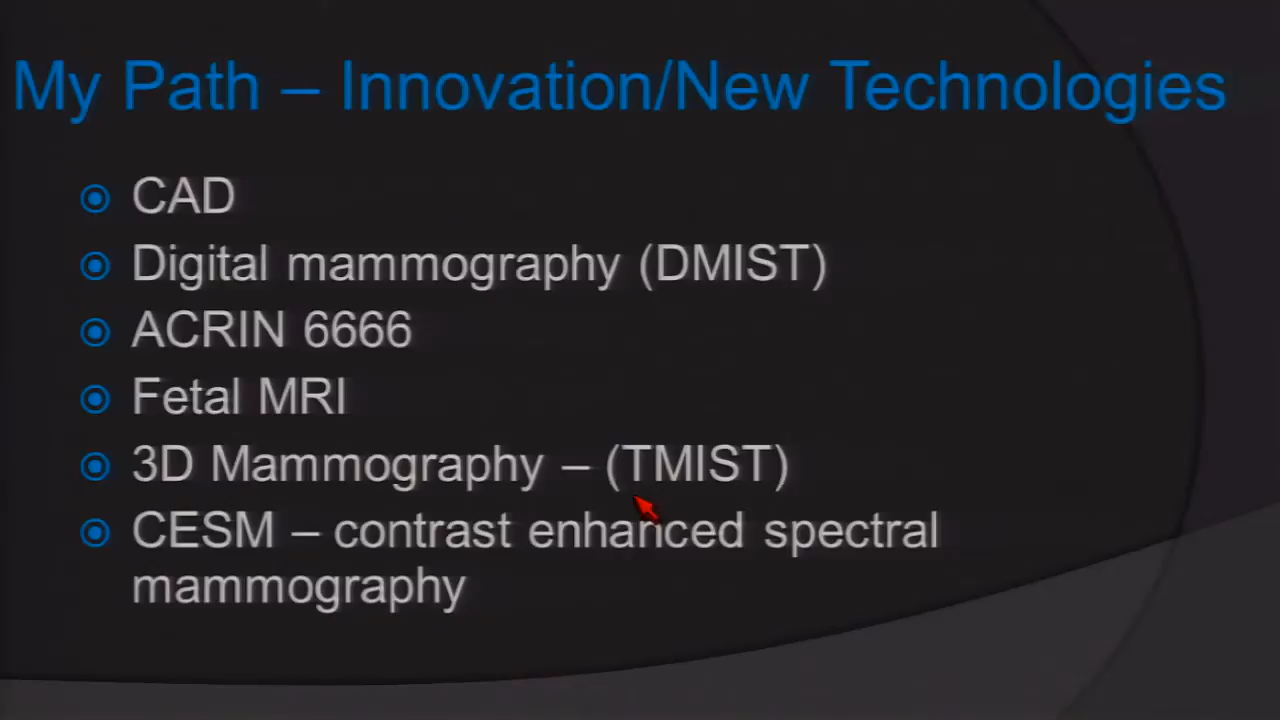 My Path – Innovation/New Technologies
CAD
Digital mammography (DMIST)
ACRIN 6666
Fetal MRI
3D Mammography – (TMIST)
CESM – contrast enhanced spectral
mammography